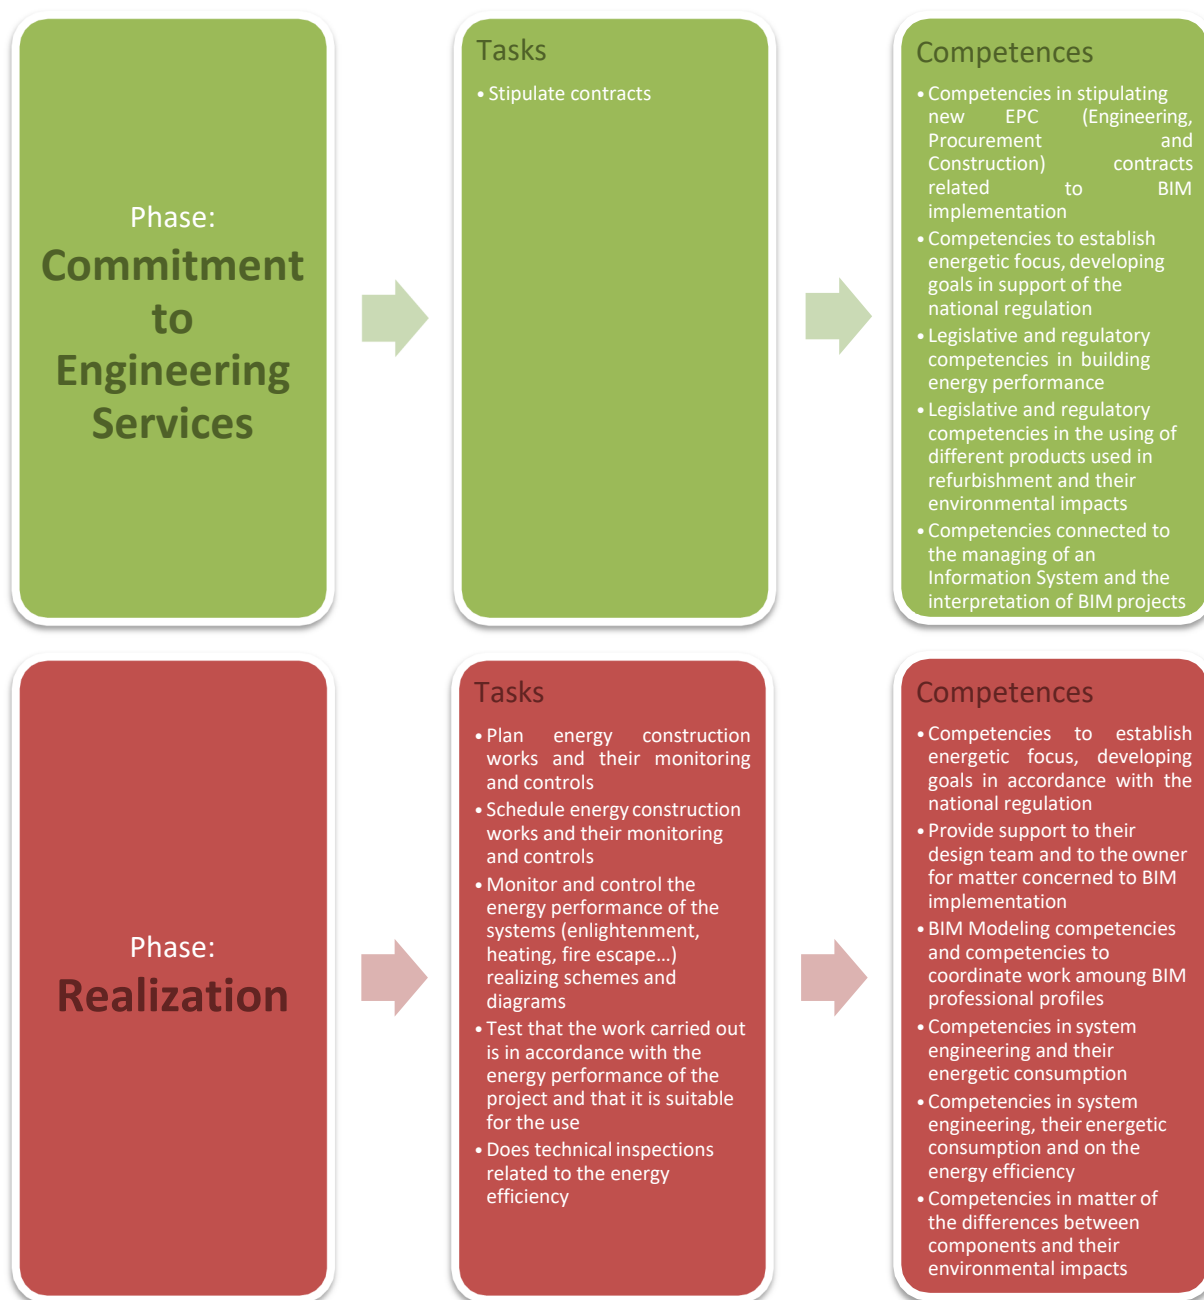 Phase:
Commitment
to
Engineering
Services
Tasks
• Stipulate contracts
Competences
• Competencies in stipulating
new EPC (Engineering,
Procurement and
Construction) contracts
related to BIM
implementation
• Competencies to establish
energetic focus, developing
goals in support of the
national regulation
• Legislative and regulatory
competencies in building
energy performance
• Legislative and regulatory
competencies in the using of
different products used in
refurbishment and their
environmental impacts
• Competencies connected to
the managing of an
Information System and the
interpretation of BIM projects
Phase:
Realization
Tasks
• Plan energy construction
works and their monitoring
and controls
• Schedule energy construction
works and their monitoring
and controls
• Monitor and control the
energy performance of the
systems (enlightenment,
heating, fire escape...)
realizing schemes and
diagrams
• Test that the work carried out
is in accordance with the
energy performance of the
project and that it is suitable
for the use
• Does technical inspections
related to the energy
efficiency
Competences
• Competencies to establish
energetic focus, developing
goals in accordance with the
national regulation
• Provide support to their
design team and to the owner
for matter concerned to BIM
implementation
• BIM Modeling competencies
and competencies to
coordinate work amoung BIM
professional profiles
• Competencies in system
engineering and their
energetic consumption
• Competencies in system
engineering, their energetic
consumption and on the
energy efficiency
• Competencies in matter of
the differences between
components and their
environmental impacts